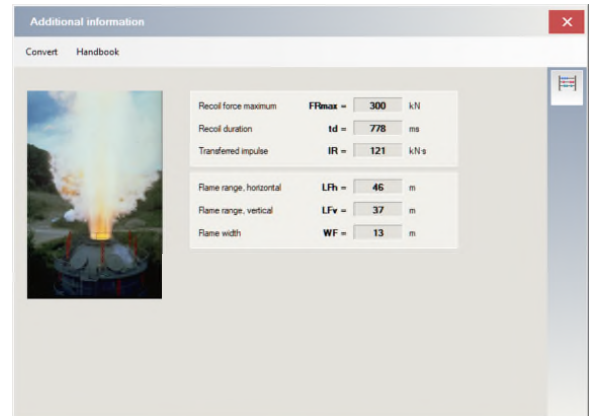 Additional information
Convert Handbook
Recoil force maximum FRmax = 300 kN
Recoil duration td = 778 ms
Transferred impulse IR = 121 kN·s
Flame range, horizontal LFh = 46 m
Flame range, vertical LFv = 37 m
Flame width WF = 13 m